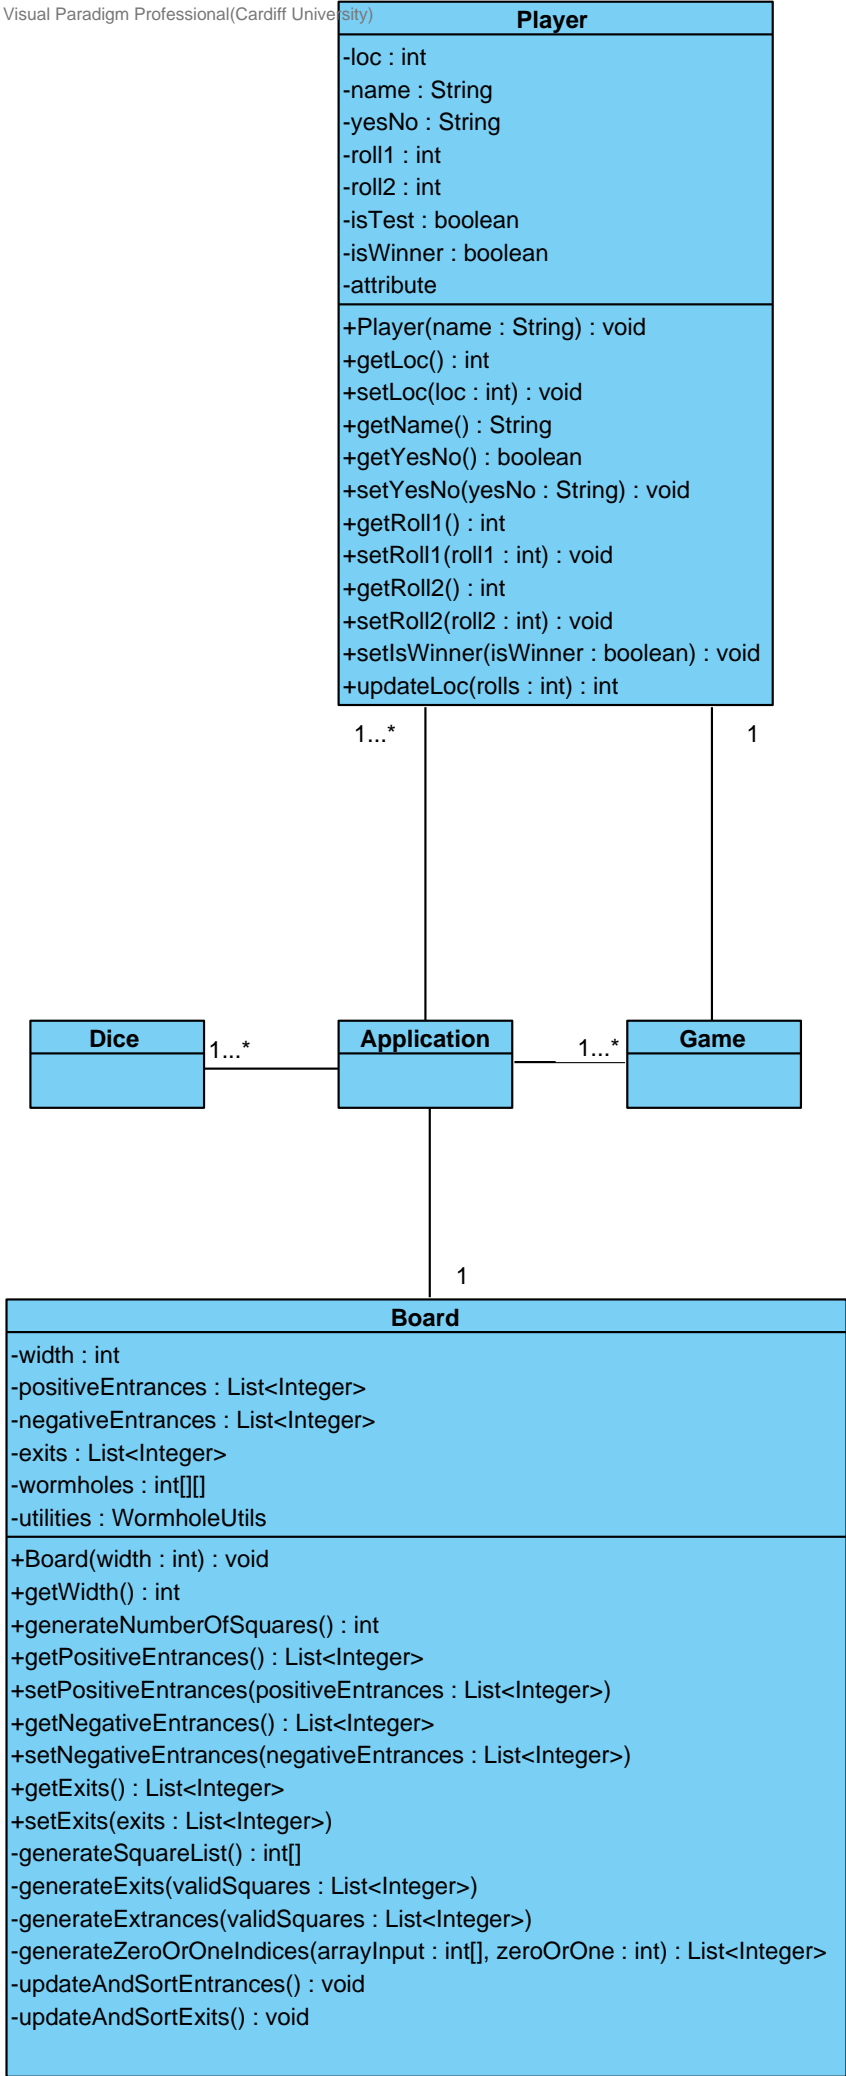 Visual Paradigm Professional(Cardiff University)
Player
-loc : int
-name : String
-yesNo : String
-roll1 : int
-roll2 : int
-isTest : boolean
-isWinner : boolean
-attribute
+Player(name : String) : void
+getLoc() : int
+setLoc(loc : int) : void
+getName() : String
+getYesNo() : boolean
+setYesNo(yesNo : String) : void
+getRoll1() : int
+setRoll1(roll1 : int) : void
+getRoll2() : int
+setRoll2(roll2 : int) : void
+setIsWinner(isWinner : boolean) : void
+updateLoc(rolls : int) : int
1...*
1
Dice
1...*
Application
1...*
Game
1
Board
-width : int
-positiveEntrances : List<Integer>
-negativeEntrances : List<Integer>
-exits : List<Integer>
-wormholes : int[][]
-utilities : WormholeUtils
+Board(width : int) : void
+getWidth() : int
+generateNumberOfSquares() : int
+getPositiveEntrances() : List<Integer>
+setPositiveEntrances(positiveEntrances : List<Integer>)
+getNegativeEntrances() : List<Integer>
+setNegativeEntrances(negativeEntrances : List<Integer>)
+getExits() : List<Integer>
+setExits(exits : List<Integer>)
-generateSquareList() : int[]
-generateExits(validSquares : List<Integer>)
-generateExtrances(validSquares : List<Integer>)
-generateZeroOrOneIndices(arrayInput : int[], zeroOrOne : int) : List<Integer>
-updateAndSortEntrances() : void
-updateAndSortExits() : void